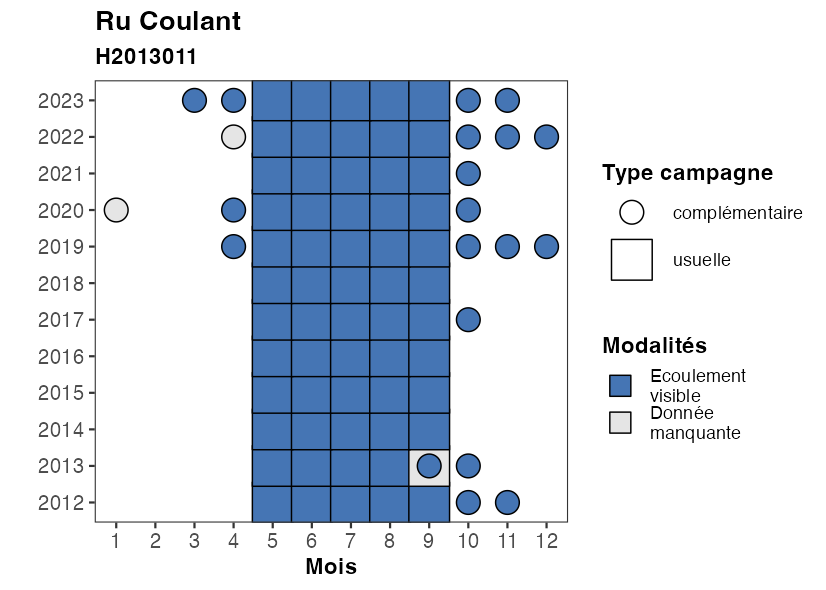 Ru Coulant
H2013011
2023
2022
2021
2020
2019
2018
2017
2016
2015
2014
2013
2012
1 2 3 4 5 6 7 8 9 10 11 12
Mois
Type campagne
complémentaire
usuelle
Modalités
Ecoulement
visible
Donnée
manquante